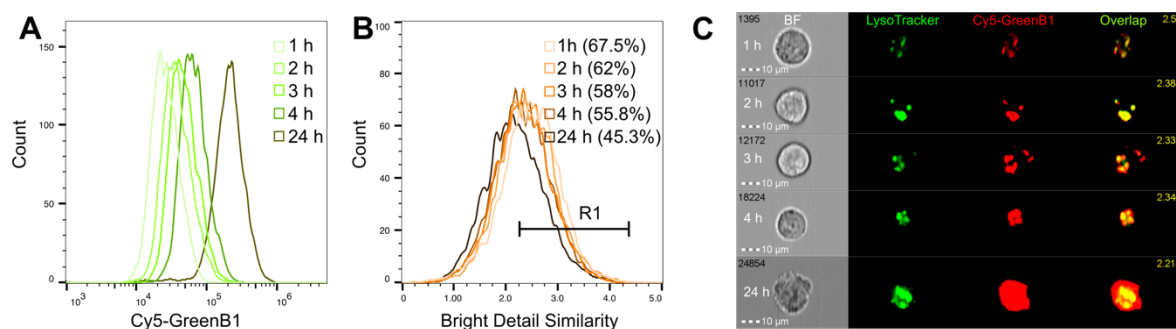 A
Count
150
100
50
0
10³
10⁴
10⁵
10⁶
Cy5-GreenB1
1 h
2 h
3 h
4 h
24 h
B
Count
100
80
60
40
20
0
0
1.00
2.0
3.0
4.0
5.0
Bright Detail Similarity
1h (67.5%)
2 h (62%)
3 h (58%)
4 h (55.8%)
24 h (45.3%)
R1
C
BF
LysoTracker
Cy5-GreenB1
Overlap
1395
2.5
1 h
10 µm
11017
2.38
2 h
10 µm
12172
2.33
3 h
10 µm
18224
2.34
4 h
10 µm
24854
2.21
24 h
10 µm